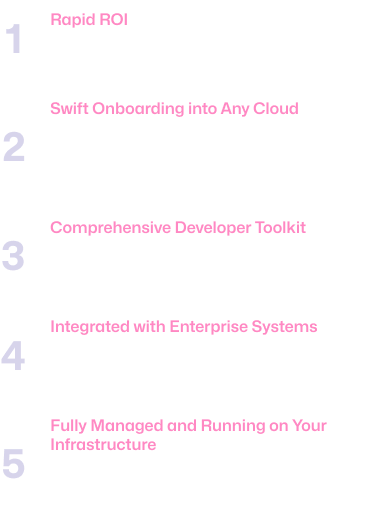 Rapid ROI
1
Swift Onboarding into Any Cloud
2
Comprehensive Developer Toolkit
3
Integrated with Enterprise Systems
4
Fully Managed and Running on Your
Infrastructure
5